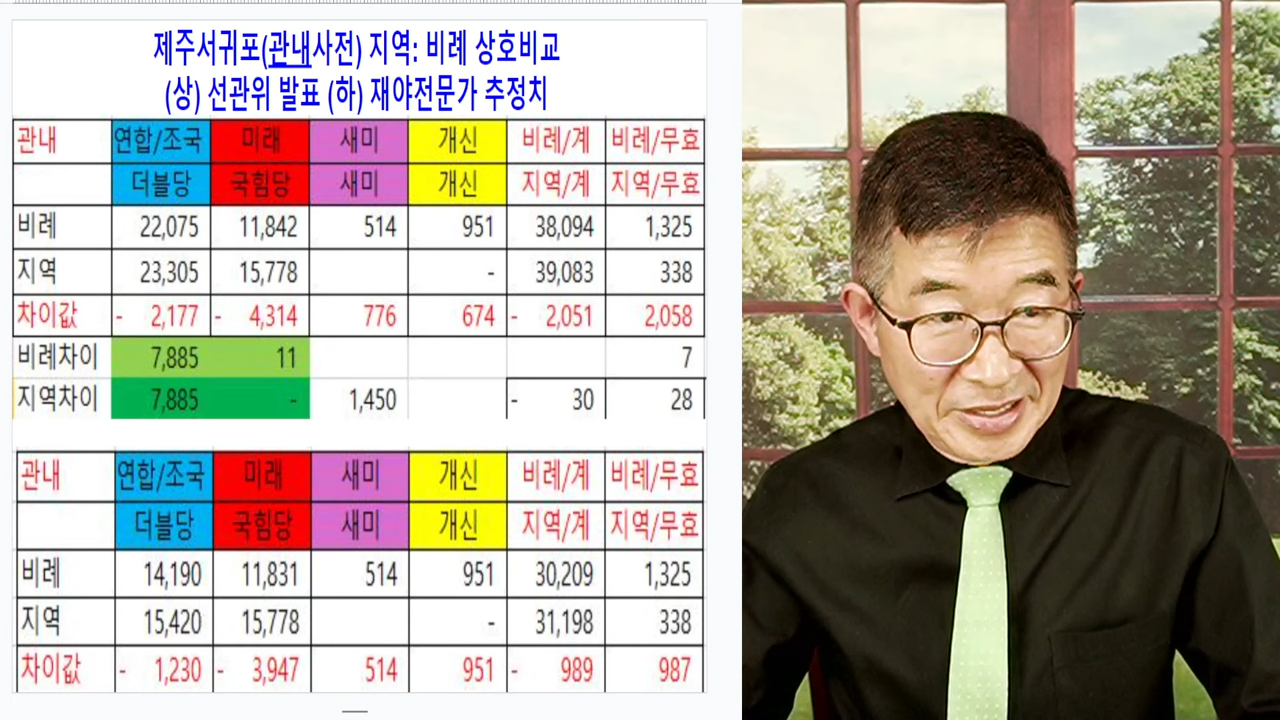 제주서귀포(관내사전) 지역: 비례 상호비교
(상) 선관위 발표 (하) 재야전문가 추정치
관내 연합/조국 미래 새미 개신 비례/계 비례/무효
더블당 국힘당 새미 개신 지역/계 지역/무효
비례 22,075 11,842 514 951 38,094 1,325
지역 23,305 15,778 - 39,083 338
차이값 - 2,177 - 4,314 776 674 - 2,051 2,058
비례차이 7,885 11 7
지역차이 7,885 - 1,450 - 30 28
관내 연합/조국 미래 새미 개신 비례/계 비례/무효
더블당 국힘당 새미 개신 지역/계 지역/무효
비례 14,190 11,831 514 951 30,209 1,325
지역 15,420 15,778 - 31,198 338
차이값 - 1,230 - 3,947 514 951 - 989 987